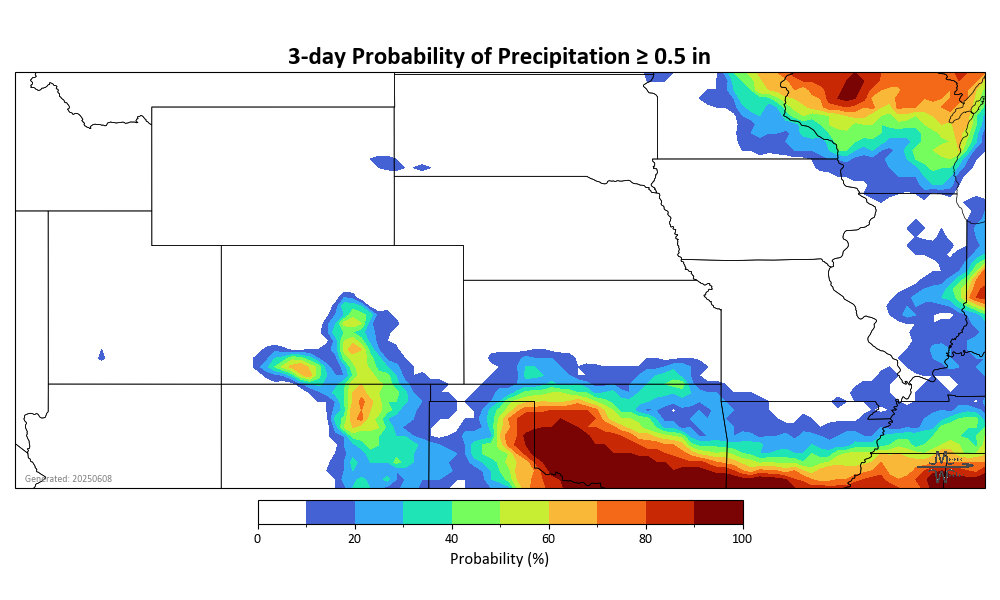 3-day Probability of Precipitation ≥ 0.5 in
Generated: 20250608
0 20 40 60 80 100
Probability (%)